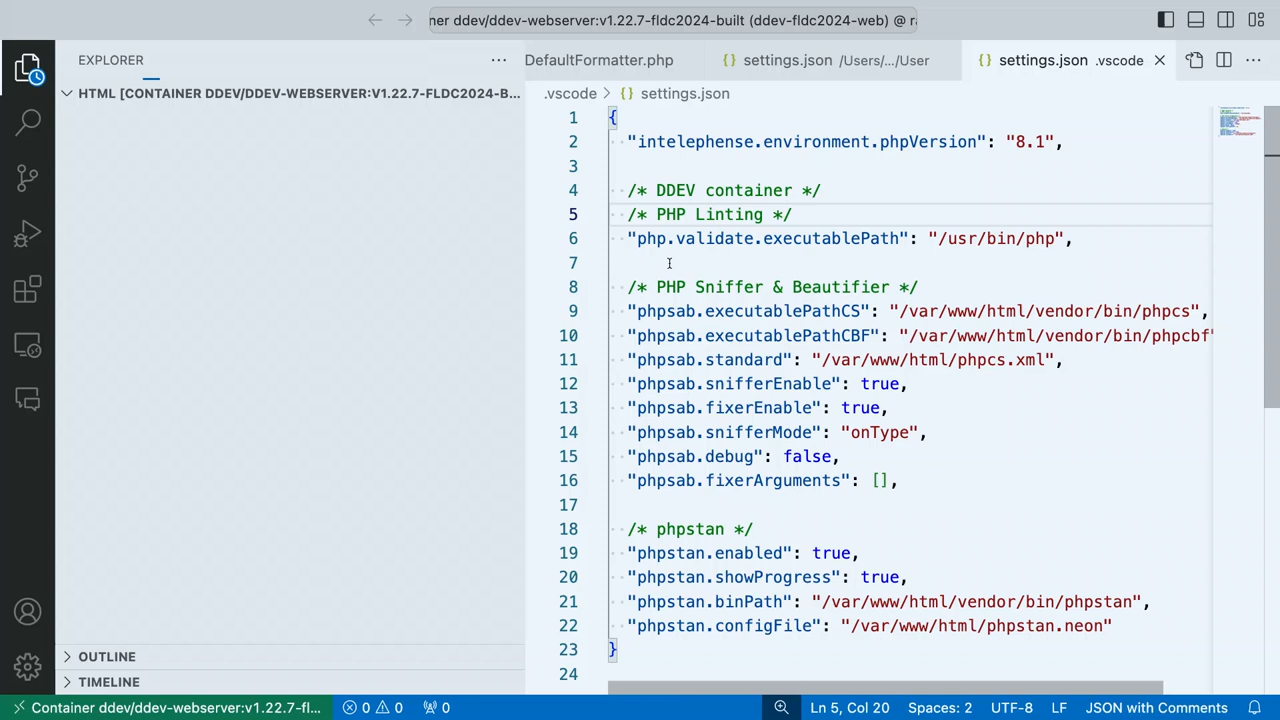 ner ddev/ddev-webserver:v1.22.7-fldc2024-built (ddev-fldc2024-web) @ r
EXPLORER
DefaultFormatter.php
{} settings.json /Users/.../User
{} settings.json .vscode
HTML [CONTAINER DDEV/DDEV-WEBSERVER:V1.22.7-FLDC2024-B...
.vscode > {} settings.json
1 {
2 "intelephense.environment.phpVersion": "8.1",
3
4 /* DDEV container */
5 /* PHP Linting */
6 "php.validate.executablePath": "/usr/bin/php",
7
8 /* PHP Sniffer & Beautifier */
9 "phpsab.executablePathCS": "/var/www/html/vendor/bin/phpcs",
10 "phpsab.executablePathCBF": "/var/www/html/vendor/bin/phpcbf"
11 "phpsab.standard": "/var/www/html/phpcs.xml",
12 "phpsab.snifferEnable": true,
13 "phpsab.fixerEnable": true,
14 "phpsab.snifferMode": "onType",
15 "phpsab.debug": false,
16 "phpsab.fixerArguments": [],
17
18 /* phpstan */
19 "phpstan.enabled": true,
20 "phpstan.showProgress": true,
21 "phpstan.binPath": "/var/www/html/vendor/bin/phpstan",
22 "phpstan.configFile": "/var/www/html/phpstan.neon"
23 }
24
OUTLINE
TIMELINE
Container ddev/ddev-webserver:v1.22.7-fl... 0 0 0 Ln 5, Col 20 Spaces: 2 UTF-8 LF JSON with Comments